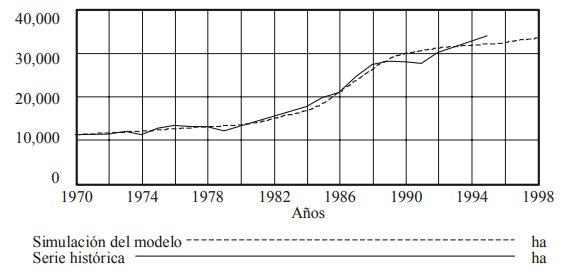 40,000
30,000
20,000
10,000
0
1970 1974 1978 1982 1986 1990 1994 1998
Años
Simulación del modelo ha
Serie histórica ha